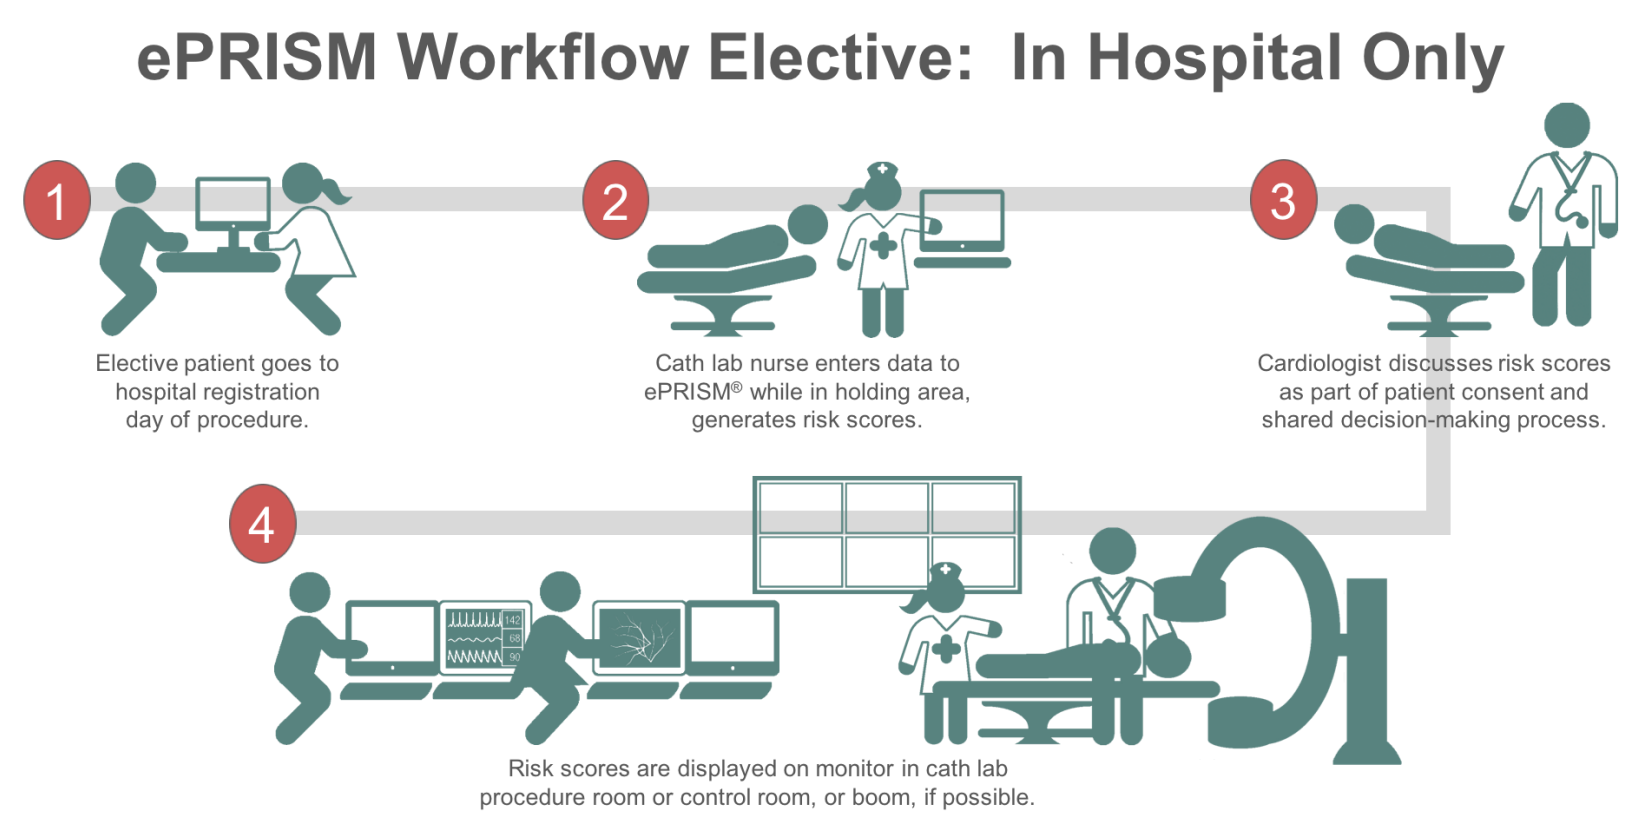 ePRISM Workflow Elective:  In Hospital Only
1
2
3
Elective patient goes to
hospital registration
day of procedure.
Cath lab nurse enters data to
ePRISM® while in holding area,
generates risk scores.
Cardiologist discusses risk scores
as part of patient consent and
shared decision-making process.
4
142
68
90
Risk scores are displayed on monitor in cath lab
procedure room or control room, or boom, if possible.